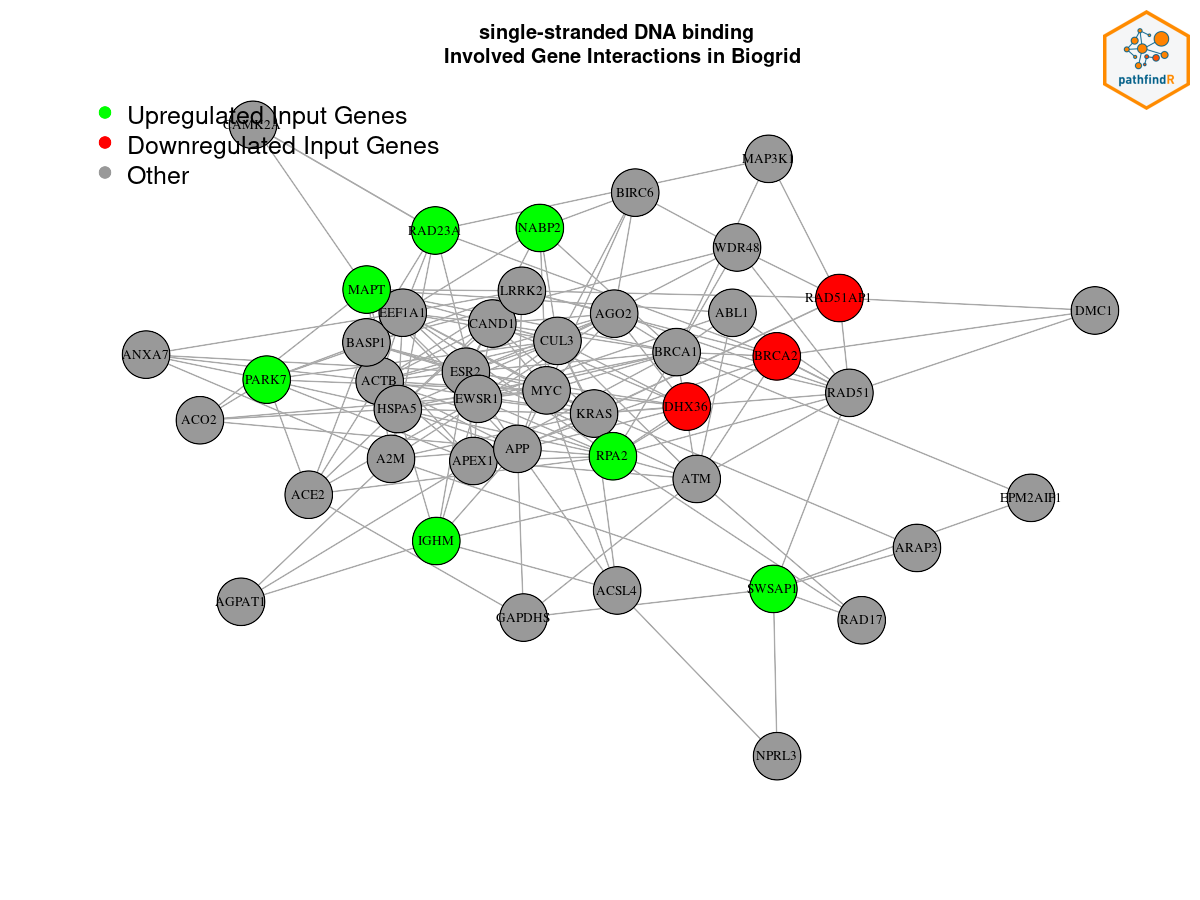 single-stranded DNA binding
Involved Gene Interactions in Biogrid
pathfindR
Upregulated Input Genes
Downregulated Input Genes
Other
CAMK2A
MAP3K1
BIRC6
RAD23A
NABP2
WDR48
MAPT
LRRK2
RAD51AP1
EEF1A1
CAND1
AGO2
ABL1
DMC1
BASP1
CUL3
BRCA1
BRCA2
ANXA7
PARK7
ACTB
ESR2
MYC
RAD51
HSPA5
EWSR1
KRAS
DHX36
ACO2
A2M
APEX1
APP
RPA2
ATM
ACE2
EPM2AIP1
IGHM
ARAP3
AGPAT1
ACSL4
SWSAP1
GAPDHS
RAD17
NPRL3